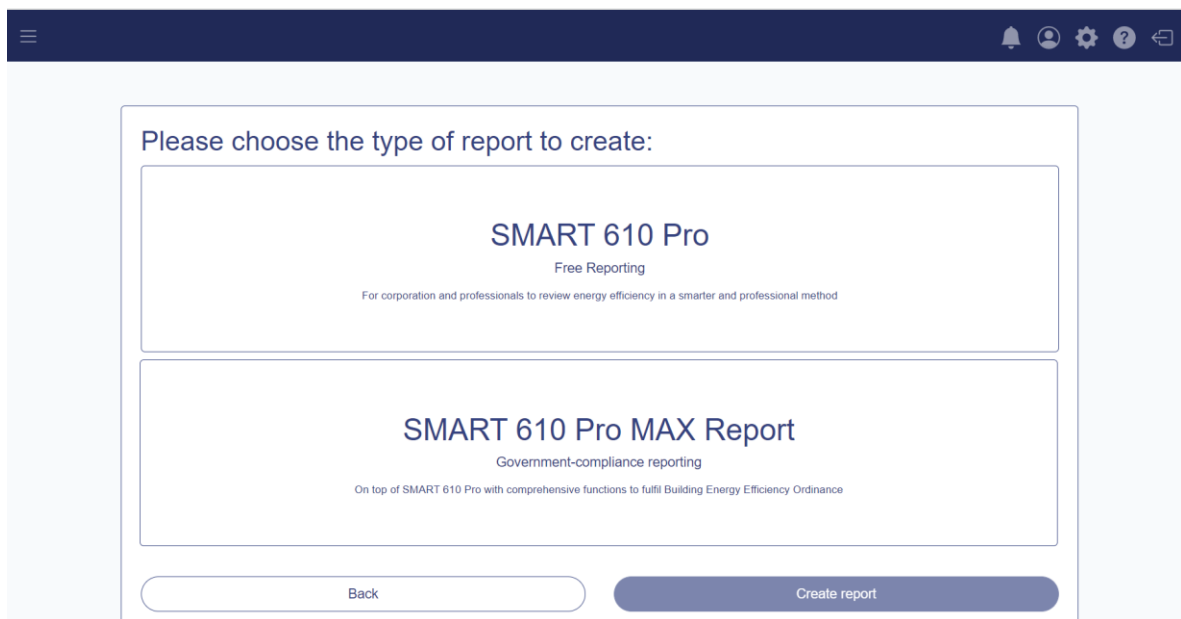 Please choose the type of report to create:
SMART 610 Pro
Free Reporting
For corporation and professionals to review energy efficiency in a smarter and professional method
SMART 610 Pro MAX Report
Government-compliance reporting
On top of SMART 610 Pro with comprehensive functions to fulfil Building Energy Efficiency Ordinance
Back
Create report